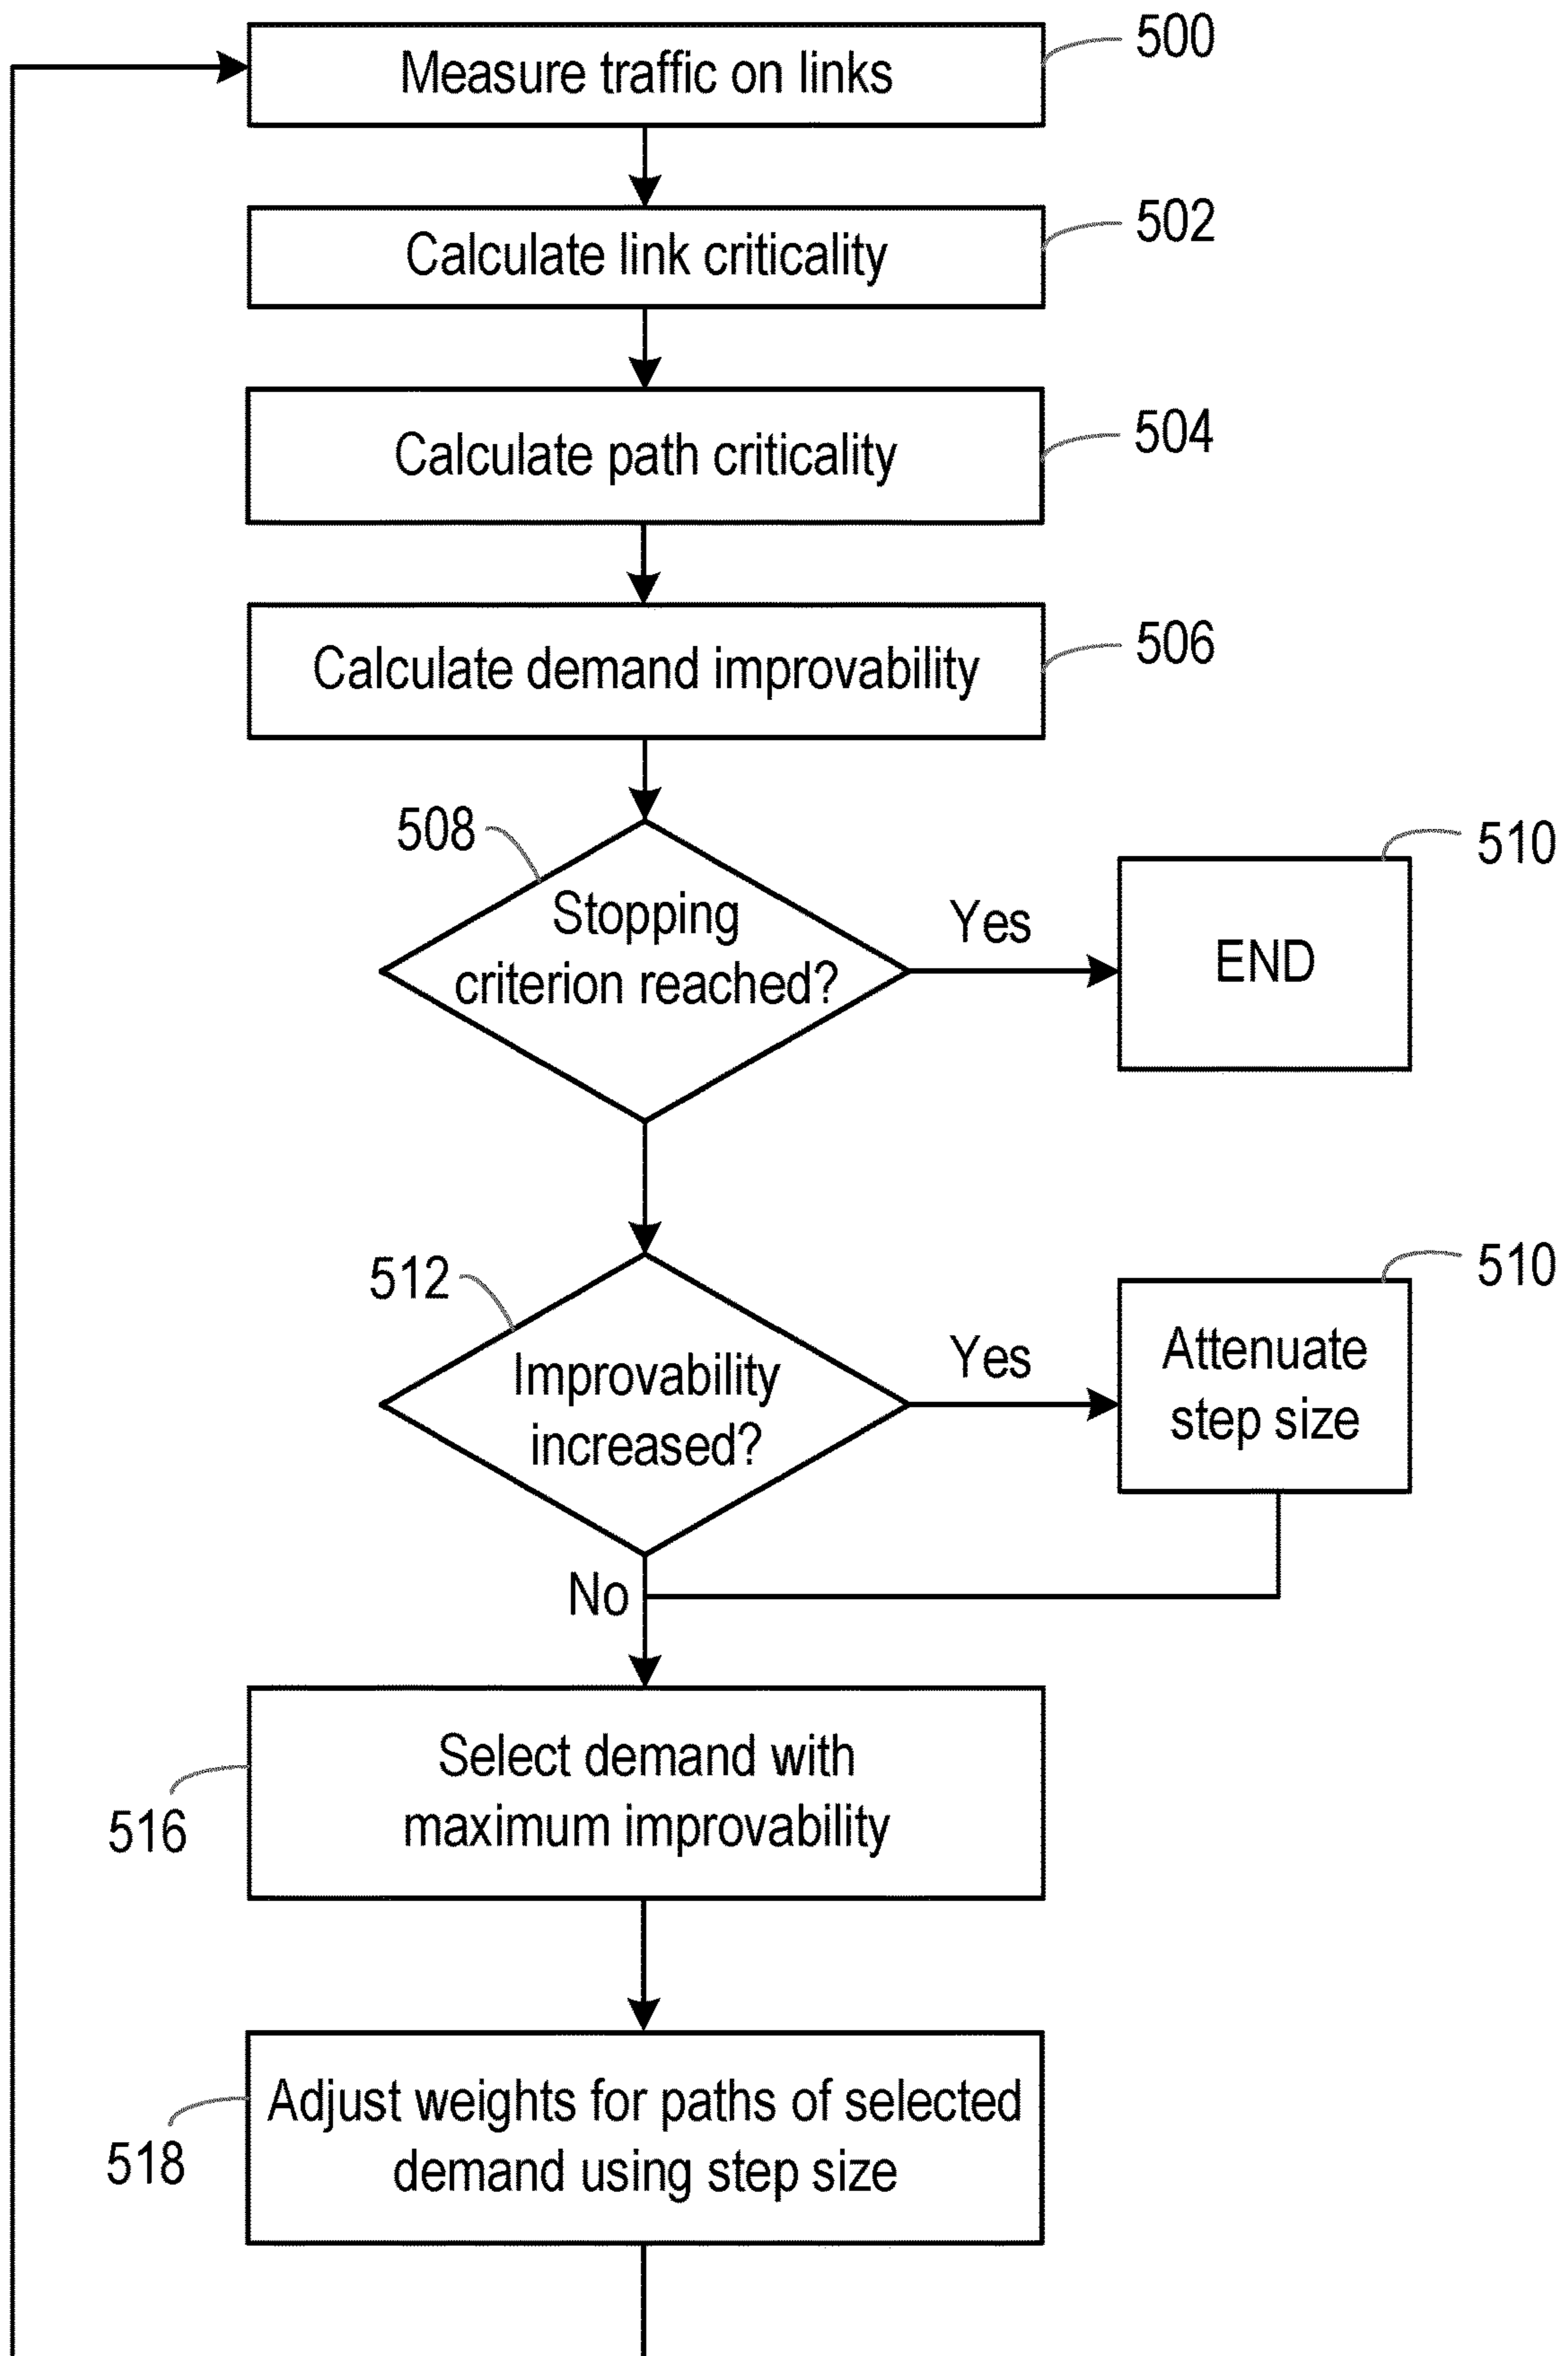 500
Measure traffic on links
502
Calculate link criticality
504
Calculate path criticality
506
Calculate demand improvability
508
Stopping
criterion reached?
Yes
510
END
512
Improvability
increased?
Yes
510
Attenuate
step size
No
Select demand with
maximum improvability
516
Adjust weights for paths of selected
demand using step size
518